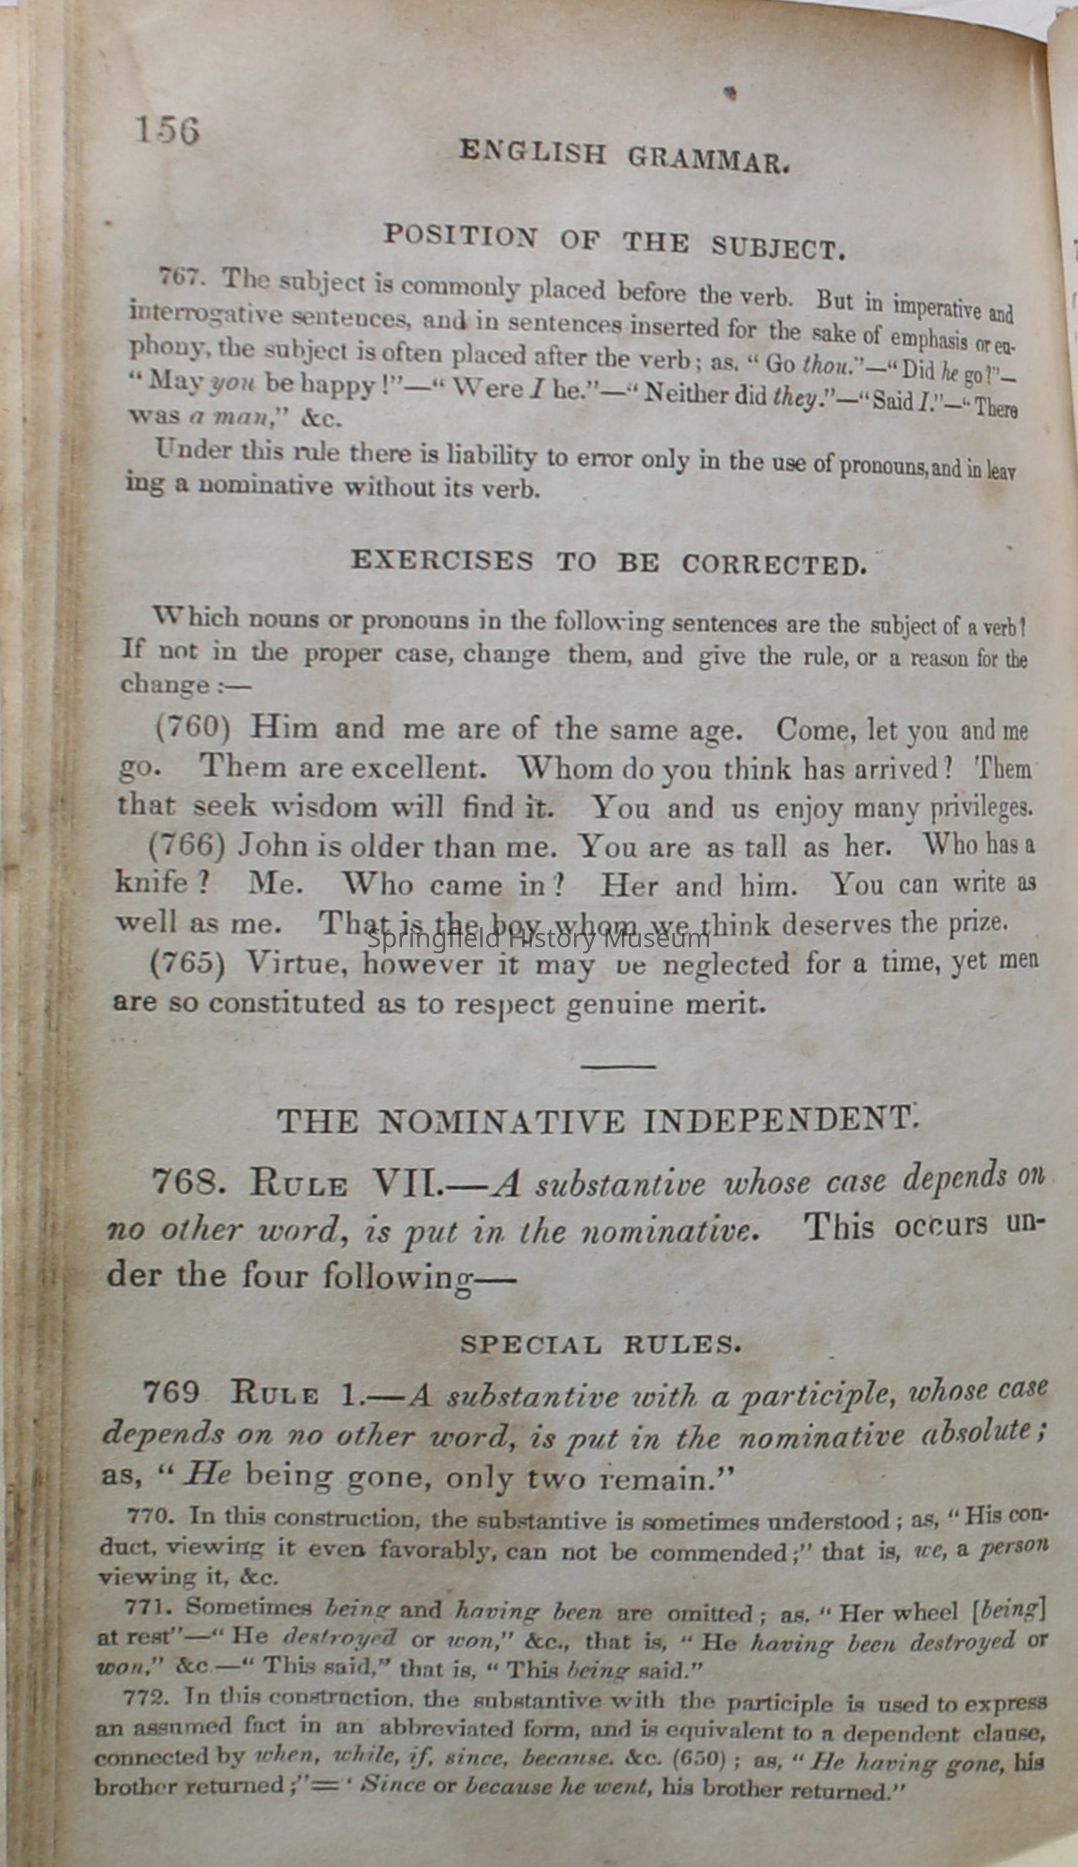 156
ENGLISH GRAMMAR.
POSITION OF THE SUBJECT.
767. The subject is commonly placed before the verb. But in imperative and
interrogative sentences, and in sentences inserted for the sake of emphasis or eu-
phony, the subject is often placed after the verb; as, "Go thou."—"Did he go?"—
"May you be happy!"—"Were I he."—"Neither did they."—"Said I."—"There
was a man," &c.
Under this rule there is liability to error only in the use of pronouns, and in leav
ing a nominative without its verb.
EXERCISES TO BE CORRECTED.
Which nouns or pronouns in the following sentences are the subject of a verb?
If not in the proper case, change them, and give the rule, or a reason for the
change:—
(760) Him and me are of the same age. Come, let you and me
go. Them are excellent. Whom do you think has arrived? Them
that seek wisdom will find it. You and us enjoy many privileges.
(766) John is older than me. You are as tall as her. Who has a
knife? Me. Who came in? Her and him. You can write as
well as me. That is the boy whom we think deserves the prize.
Springfield History Museum
(765) Virtue, however it may be neglected for a time, yet men
are so constituted as to respect genuine merit.
THE NOMINATIVE INDEPENDENT.
768. RULE VII.—A substantive whose case depends on
no other word, is put in the nominative. This occurs un-
der the four following—
SPECIAL RULES.
769 RULE 1.—A substantive with a participle, whose case
depends on no other word, is put in the nominative absolute;
as, "He being gone, only two remain."
770. In this construction, the substantive is sometimes understood; as, "His con-
duct, viewing it even favorably, can not be commended;" that is, we, a person
viewing it, &c.
771. Sometimes being and having been are omitted; as, "Her wheel [being]
at rest"—"He destroyed or won," &c., that is, "He having been destroyed or
won," &c.—"This said," that is, "This being said."
772. In this construction, the substantive with the participle is used to express
an assumed fact in an abbreviated form, and is equivalent to a dependent clause,
connected by when, while, if, since, because, &c. (650); as, "He having gone, his
brother returned;"=' Since or because he went, his brother returned."